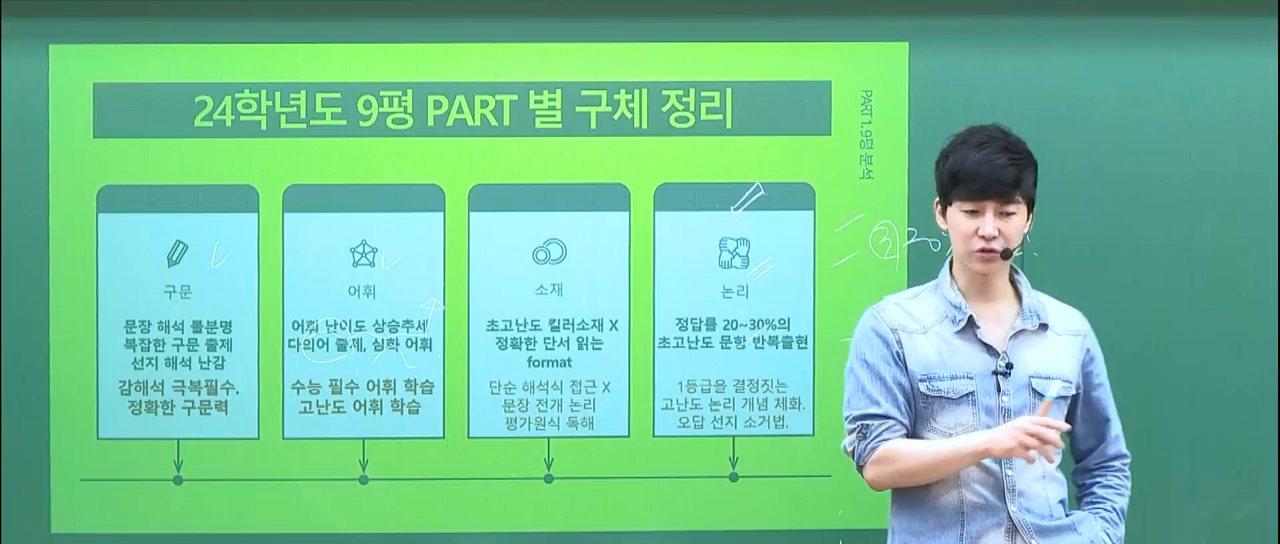 24학년도 9평 PART 별 구체 정리
PART 1. 9평 분석
구문
문장 해석 불분명
복잡한 구문 출제
선지 해석 난감
감해석 극복필수.
정확한 구문력
어휘
어휘 난이도 상승추세
다의어 출제, 심화 어휘
수능 필수 어휘 학습
고난도 어휘 학습
소재
초고난도 킬러소재 X
정확한 단서 읽는
format
단순 해석식 접근 X
문장 전개 논리
평가원식 독해
논리
정답률 20~30%의
초고난도 문항 반복출현
1등급을 결정짓는
고난도 논리 개념 체화.
오답 선지 소거법.